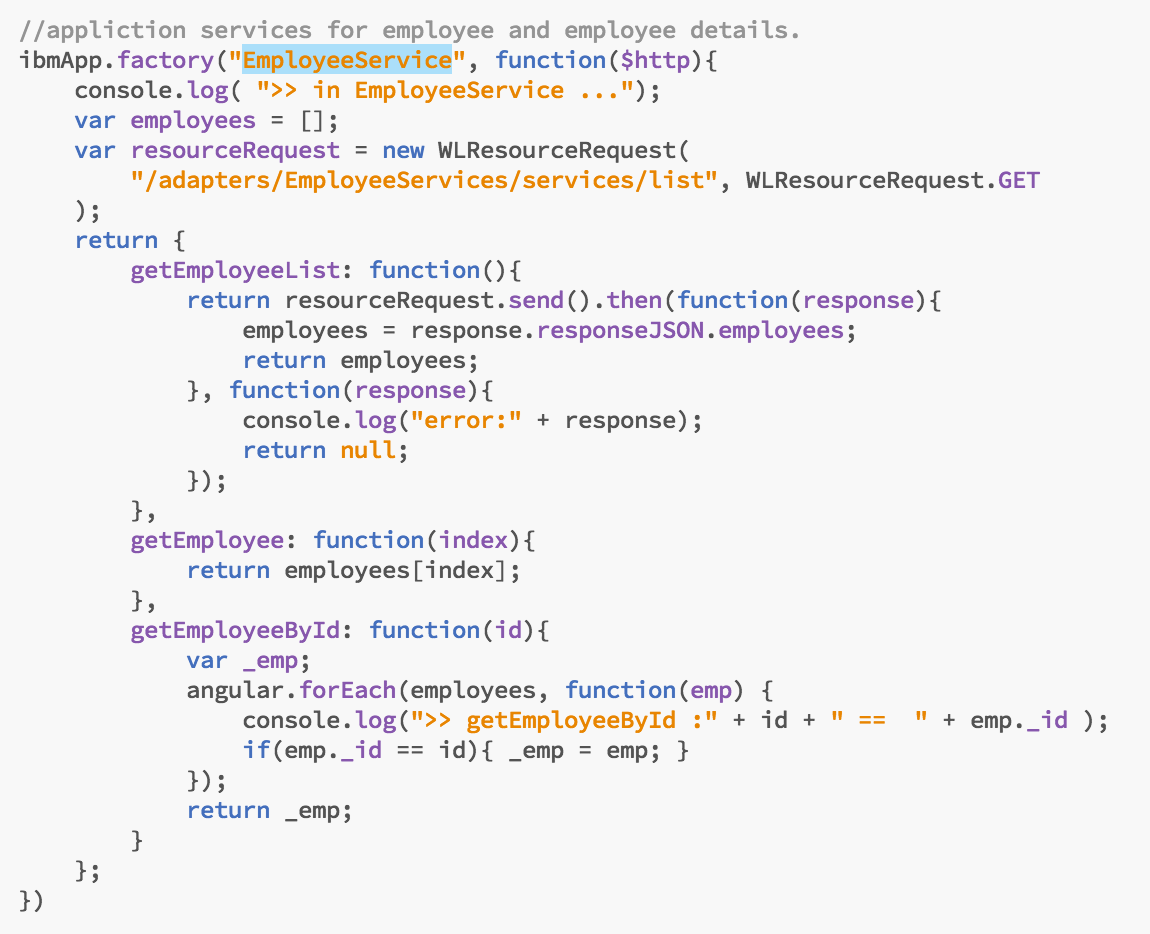 //appliction services for employee and employee details.
ibmApp.factory("EmployeeService", function($http){
    console.log( ">> in EmployeeService ...");
    var employees = [];
    var resourceRequest = new WLResourceRequest(
        "/adapters/EmployeeServices/services/list", WLResourceRequest.GET
    );
    return {
        getEmployeeList: function(){
            return resourceRequest.send().then(function(response){
                employees = response.responseJSON.employees;
                return employees;
            }, function(response){
                console.log("error:" + response);
                return null;
            });
        },
        getEmployee: function(index){
            return employees[index];
        },
        getEmployeeById: function(id){
            var _emp;
            angular.forEach(employees, function(emp) {
                console.log(">> getEmployeeById :" + id + " ==  " + emp._id );
                if(emp._id == id){ _emp = emp; }
            });
            return _emp;
        }
    };
})